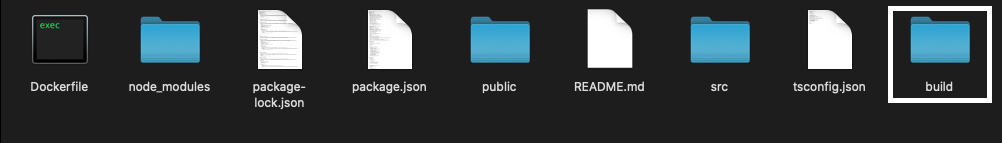 exec
Dockerfile
node_modules
package-
lock.json
package.json
public
README.md
src
tsconfig.json
build